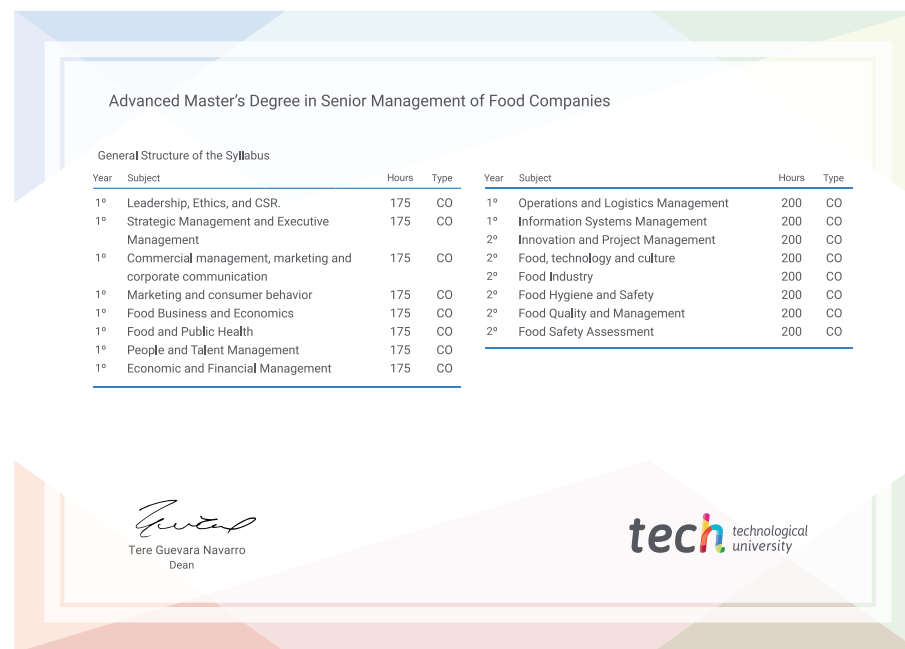 Advanced Master's Degree in Senior Management of Food Companies
General Structure of the Syllabus
Year Subject Hours Type
1º Leadership, Ethics, and CSR. 175 CO
1º Strategic Management and Executive 175 CO
Management
1º Commercial management, marketing and 175 CO
corporate communication
1º Marketing and consumer behavior 175 CO
1º Food Business and Economics 175 CO
1º Food and Public Health 175 CO
1º People and Talent Management 175 CO
1º Economic and Financial Management 175 CO
Year Subject Hours Type
1º Operations and Logistics Management 200 CO
1º Information Systems Management 200 CO
2º Innovation and Project Management 200 CO
2º Food, technology and culture 200 CO
2º Food Industry 200 CO
2º Food Hygiene and Safety 200 CO
2º Food Quality and Management 200 CO
2º Food Safety Assessment 200 CO
Tere Guevara Navarro
Dean
tech technological
university